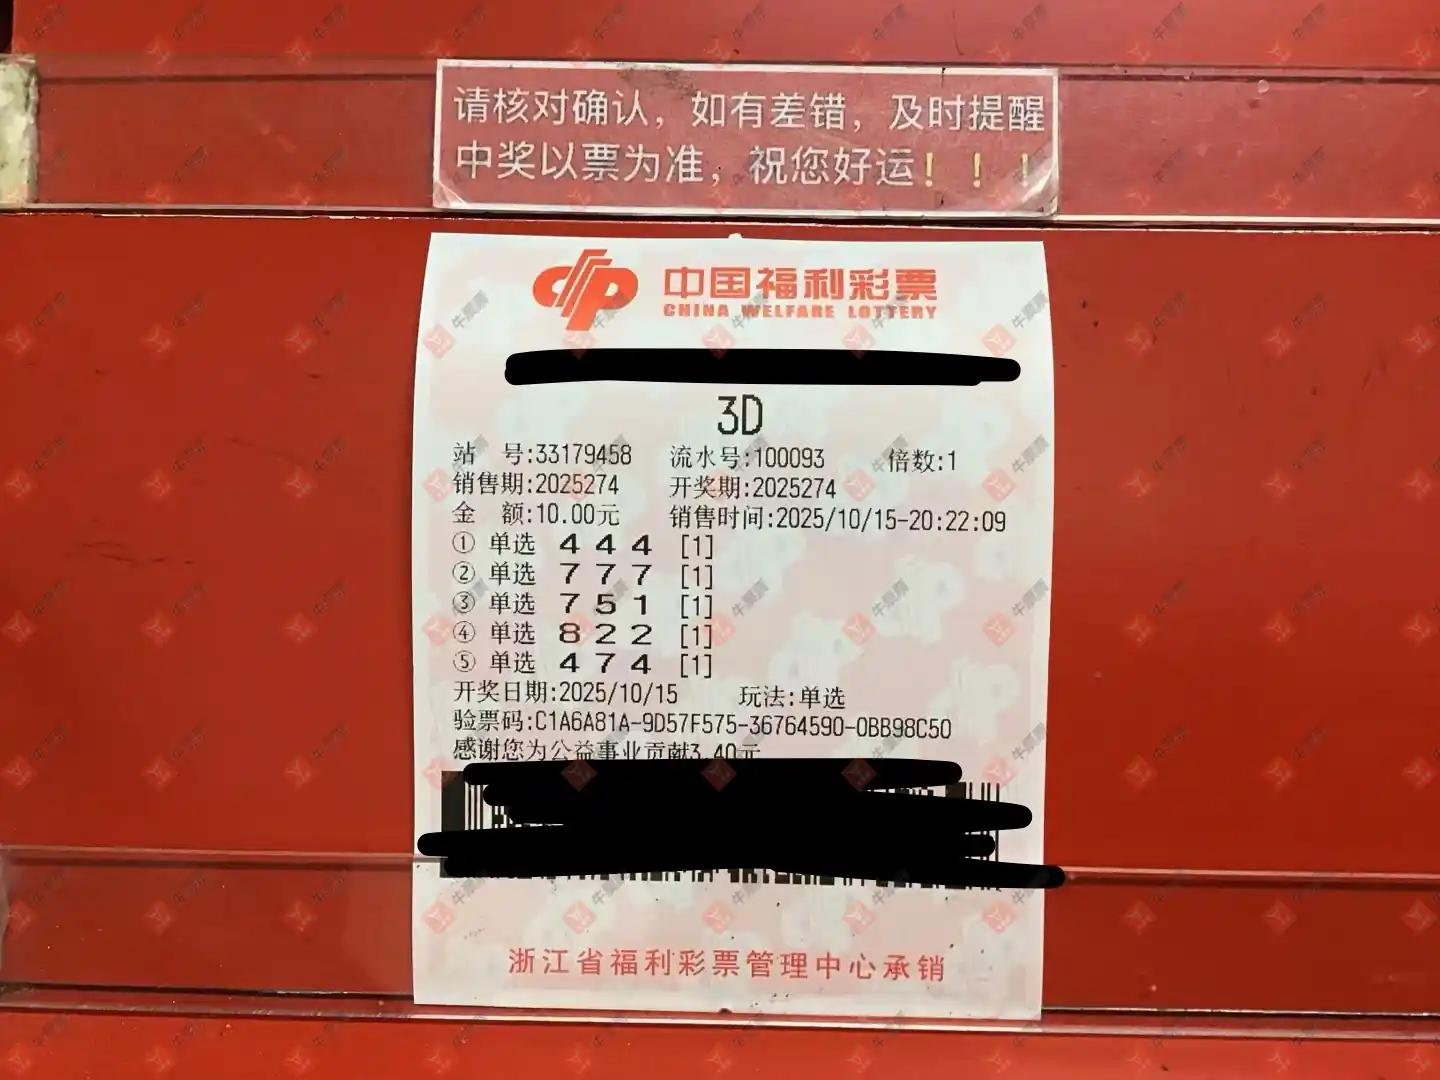 请核对确认，如有差错，及时提醒
中奖以票为准，祝您好运！！！
中国福利彩票
CHINA WELFARE LOTTERY
3D
站 号:33179458 流水号:100093 倍数:1
销售期:2025274 开奖期:2025274
金 额:10.00元 销售时间:2025/10/15-20:22:09
① 单选 4 4 4 [1]
② 单选 7 7 7 [1]
③ 单选 7 5 1 [1]
④ 单选 8 2 2 [1]
⑤ 单选 4 7 4 [1]
开奖日期:2025/10/15 玩法:单选
验票码:C1A6A81A-9D57F575-36764590-0BB98C50
感谢您为公益事业贡献3.40元
浙江省福利彩票管理中心承销